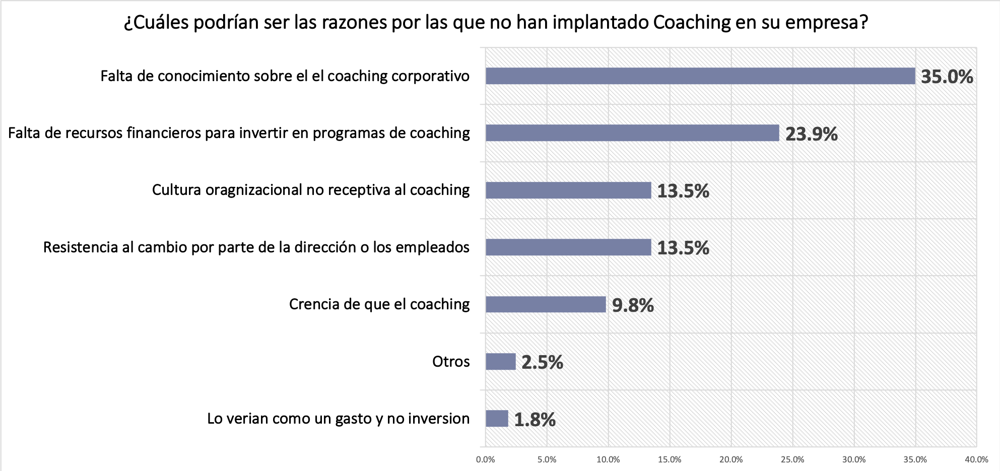 ¿Cuáles podrían ser las razones por las que no han implantado Coaching en su empresa?
Falta de conocimiento sobre el el coaching corporativo
35.0%
Falta de recursos financieros para invertir en programas de coaching
23.9%
Cultura oragnizacional no receptiva al coaching
13.5%
Resistencia al cambio por parte de la dirección o los empleados
13.5%
Crencia de que el coaching
9.8%
Otros
2.5%
Lo verian como un gasto y no inversion
1.8%
0.0% 5.0% 10.0% 15.0% 20.0% 25.0% 30.0% 35.0% 40.0%